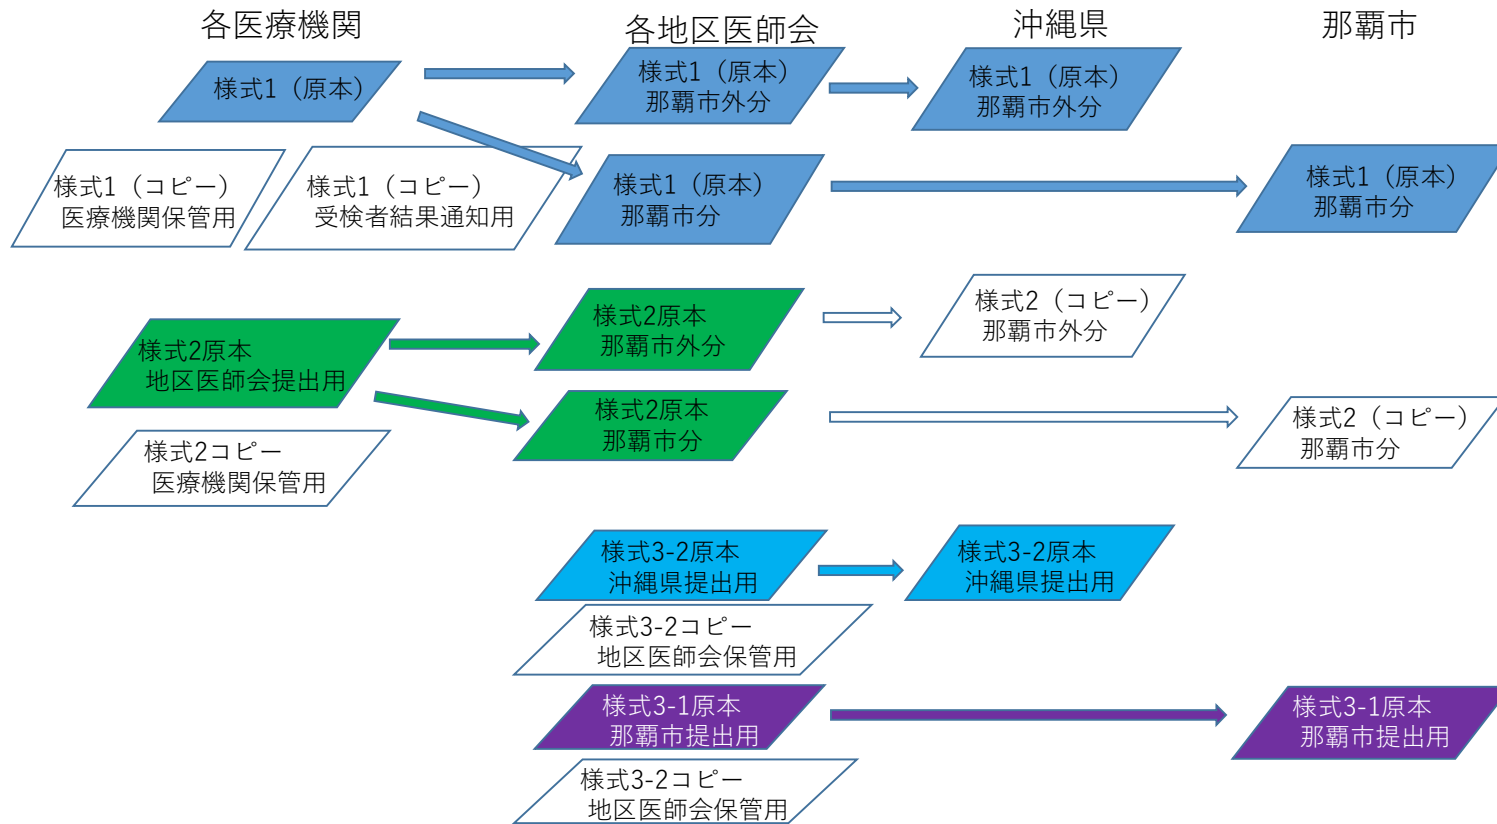 各医療機関
各地区医師会
沖縄県
那覇市
様式1（原本）
様式1（原本）
那覇市外分
様式1（原本）
那覇市外分
様式1（コピー）
医療機関保管用
様式1（コピー）
受検者結果通知用
様式1（原本）
那覇市分
様式1（原本）
那覇市分
様式2原本
地区医師会提出用
様式2原本
那覇市外分
様式2（コピー）
那覇市外分
様式2コピー
医療機関保管用
様式2原本
那覇市分
様式2（コピー）
那覇市分
様式3-2原本
沖縄県提出用
様式3-2原本
沖縄県提出用
様式3-2コピー
地区医師会保管用
様式3-1原本
那覇市提出用
様式3-1原本
那覇市提出用
様式3-2コピー
地区医師会保管用